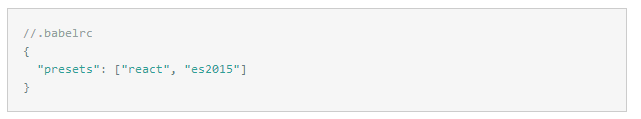 //.babelrc
{
  "presets": ["react", "es2015"]
}